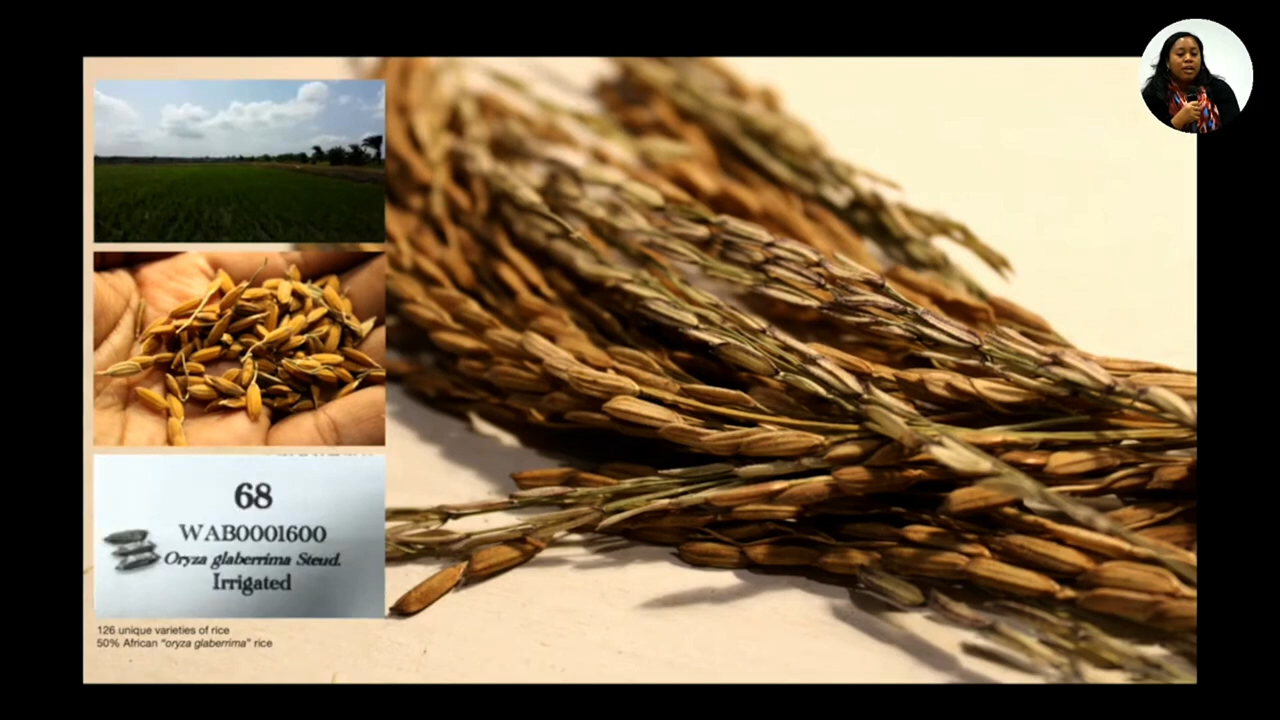 68
WAB0001600
Oryza glaberrima Steud.
Irrigated
126 unique varieties of rice
50% African “oryza glaberrima” rice